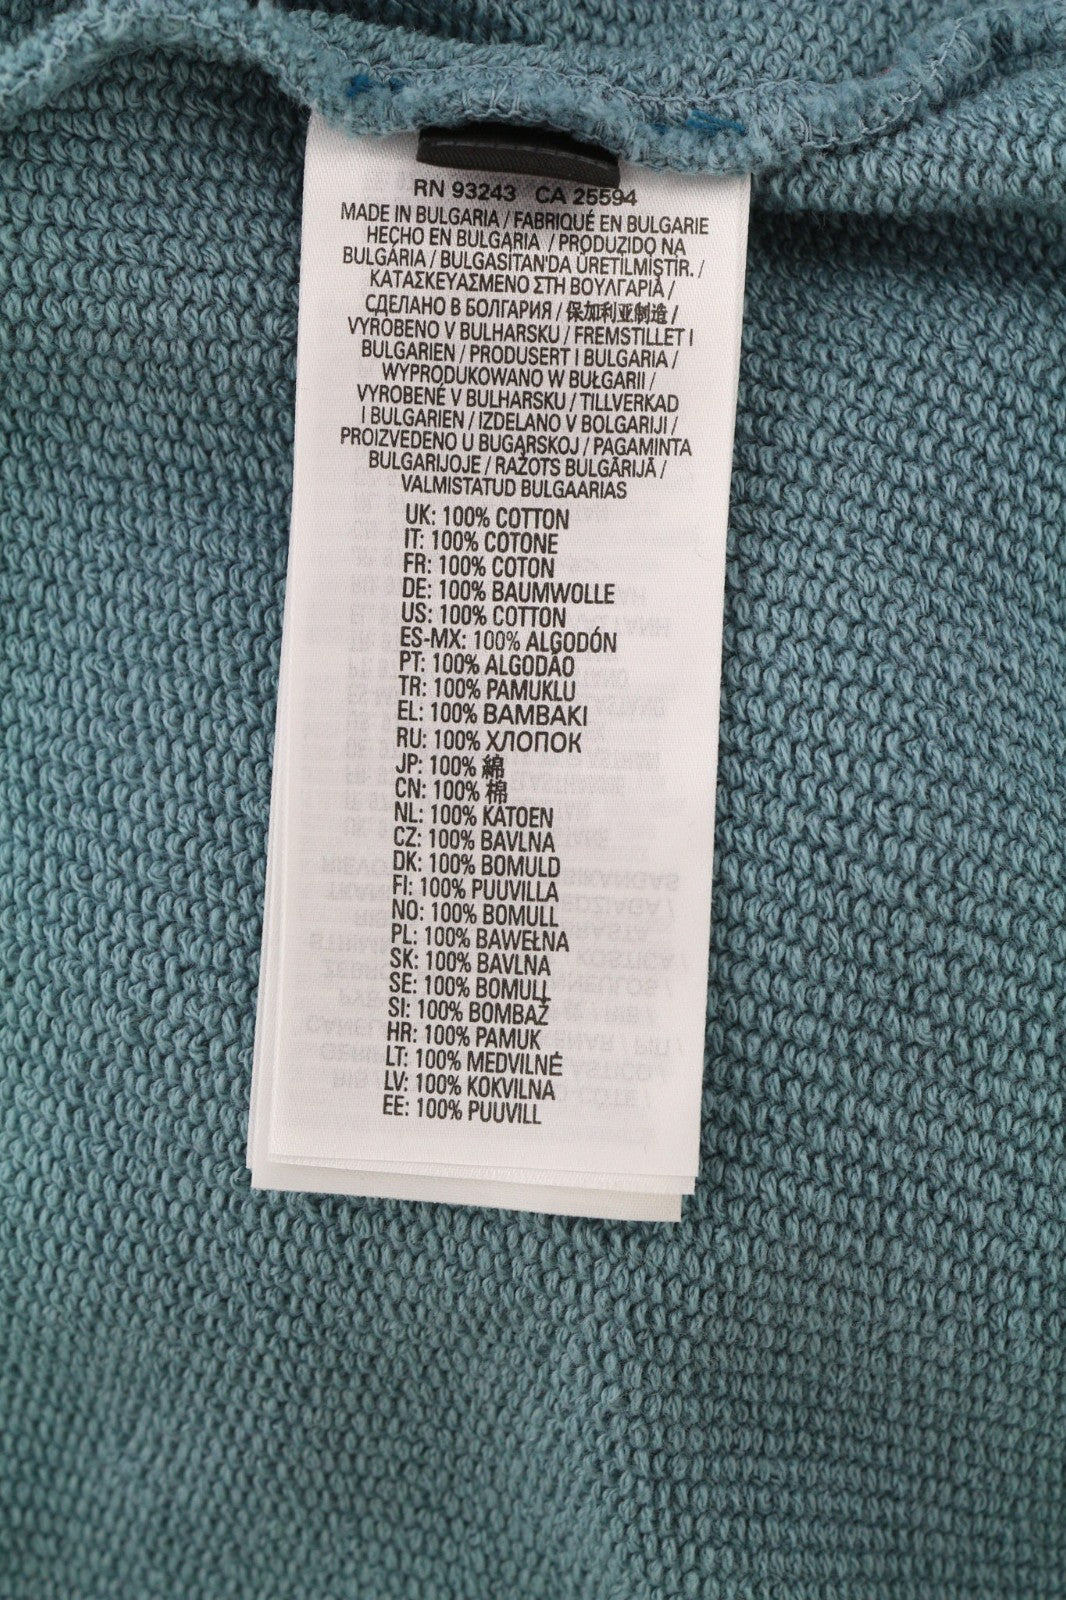 RN 93243 CA 25594
MADE IN BULGARIA / FABRIQUÉ EN BULGARIE
HECHO EN BULGARIA / PRODUZIDO NA
BULGÁRIA / BULGASİTAN'DA ÜRETİLMİŞTİR. /
ΚΑΤΑΣΚΕΥΑΣΜΕΝΟ ΣΤΗ ΒΟΥΛΓΑΡΙΑ /
СДЕЛАНО В БОЛГАРИЯ / 保加利亚制造 /
VYROBENO V BULHARSKU / FREMSTILLET I
BULGARIEN / PRODUSERT I BULGARIA /
WYPRODUKOWANO W BUŁGARII /
VYROBENÉ V BULHARSKU / TILLVERKAD
I BULGARIEN / IZDELANO V BOLGARIJI /
PROIZVEDENO U BUGARSKOJ / PAGAMINTA
BULGARIJOJE / RAŽOTS BULGĀRIJĀ /
VALMISTATUD BULGAARIAS
UK: 100% COTTON
IT: 100% COTONE
FR: 100% COTON
DE: 100% BAUMWOLLE
US: 100% COTTON
ES-MX: 100% ALGODÓN
PT: 100% ALGODÃO
TR: 100% PAMUKLU
EL: 100% ΒΑΜΒΑΚΙ
RU: 100% ХЛОПОК
JP: 100% 綿
CN: 100% 棉
NL: 100% KATOEN
CZ: 100% BAVLNA
DK: 100% BOMULD
FI: 100% PUUVILLA
NO: 100% BOMULL
PL: 100% BAWEŁNA
SK: 100% BAVLNA
SE: 100% BOMULL
SI: 100% BOMBAŽ
HR: 100% PAMUK
LT: 100% MEDVILNĖ
LV: 100% KOKVILNA
EE: 100% PUUVILL